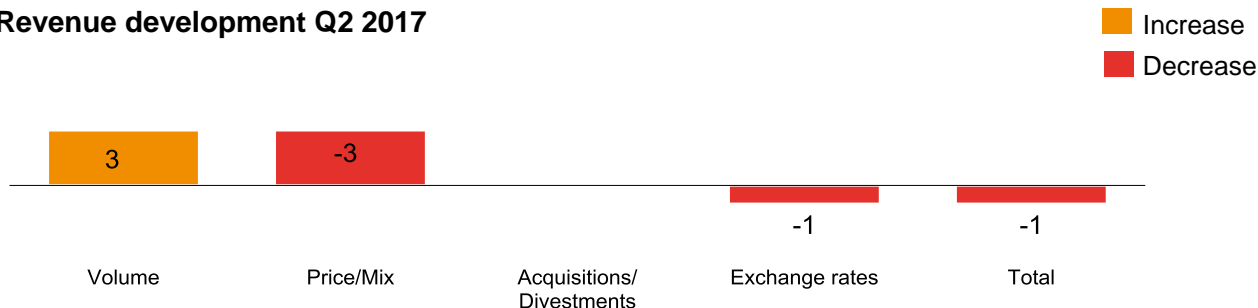 Revenue development Q2 2017
Increase
Decrease
3
-3
-1
-1
Volume
Price/Mix
Acquisitions/
Divestments
Exchange rates
Total